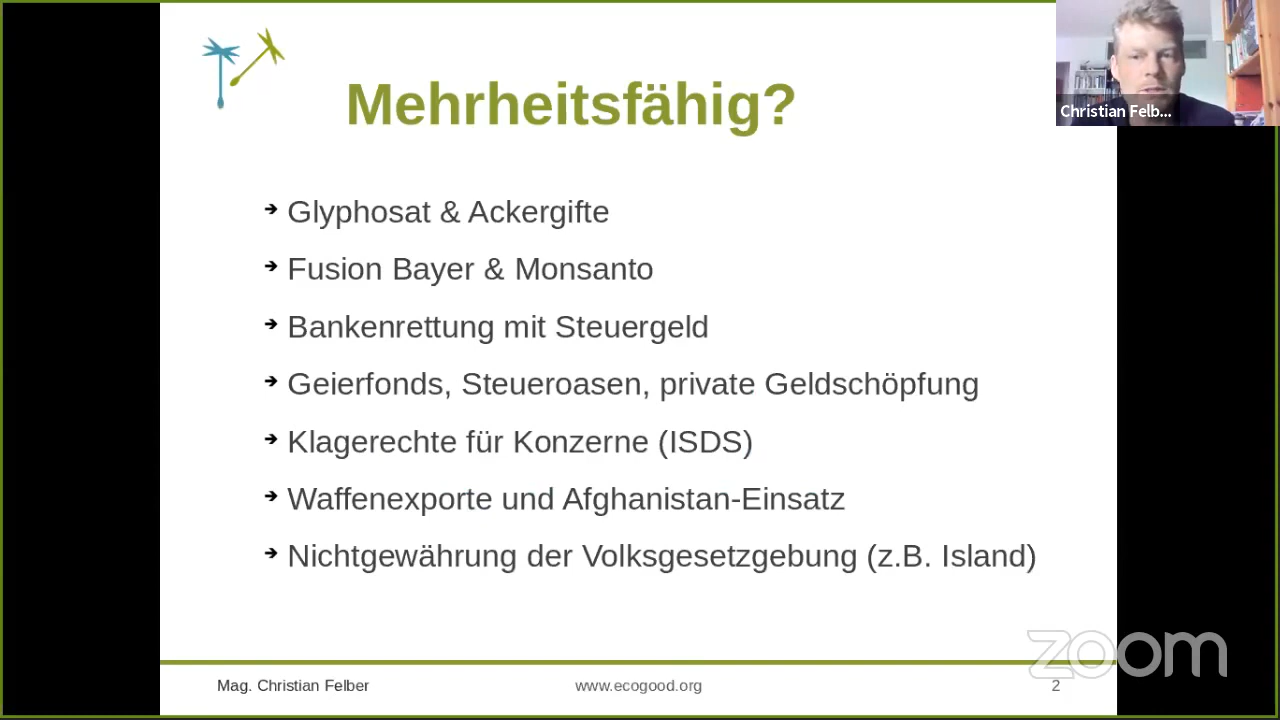 Mehrheitsfähig?
Christian Felb...
➔ Glyphosat & Ackergifte
➔ Fusion Bayer & Monsanto
➔ Bankenrettung mit Steuergeld
➔ Geierfonds, Steueroasen, private Geldschöpfung
➔ Klagerechte für Konzerne (ISDS)
➔ Waffenexporte und Afghanistan-Einsatz
➔ Nichtgewährung der Volksgesetzgebung (z.B. Island)
zoom
Mag. Christian Felber
www.ecogood.org
2